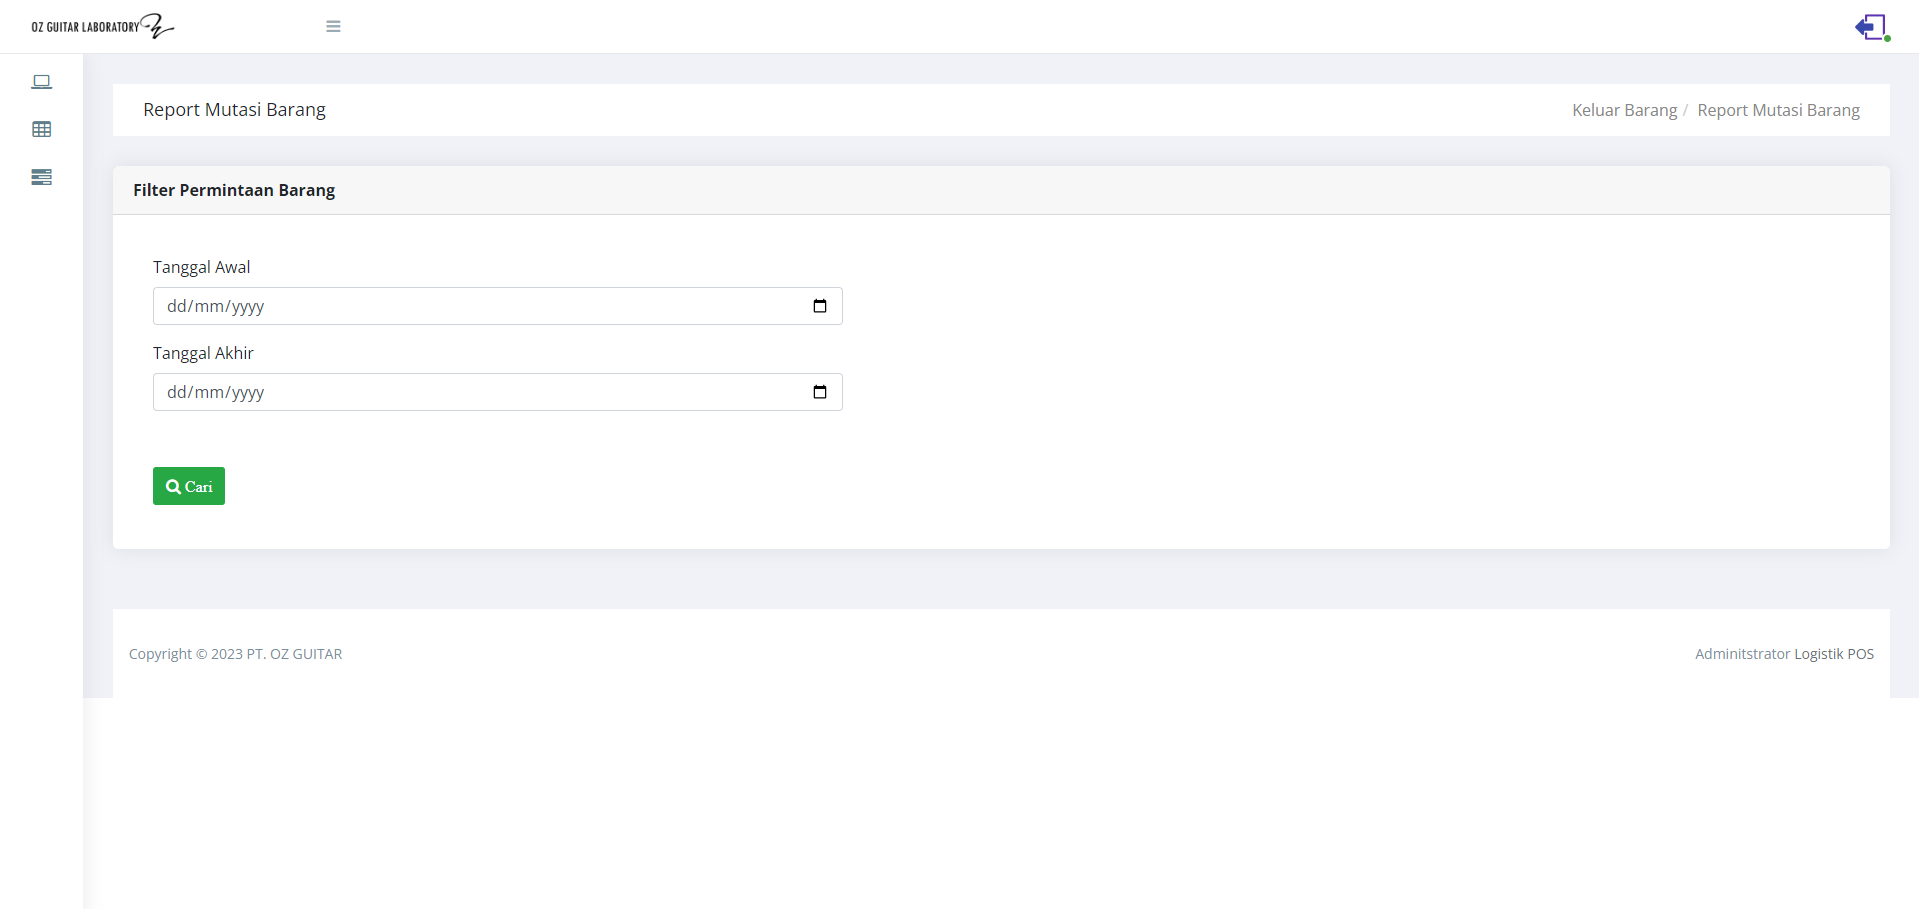 OZ GUITAR LABORATORY
Report Mutasi Barang
Keluar Barang / Report Mutasi Barang
Filter Permintaan Barang
Tanggal Awal
dd/mm/yyyy
Tanggal Akhir
dd/mm/yyyy
Cari
Copyright © 2023 PT. OZ GUITAR
Adminitstrator Logistik POS